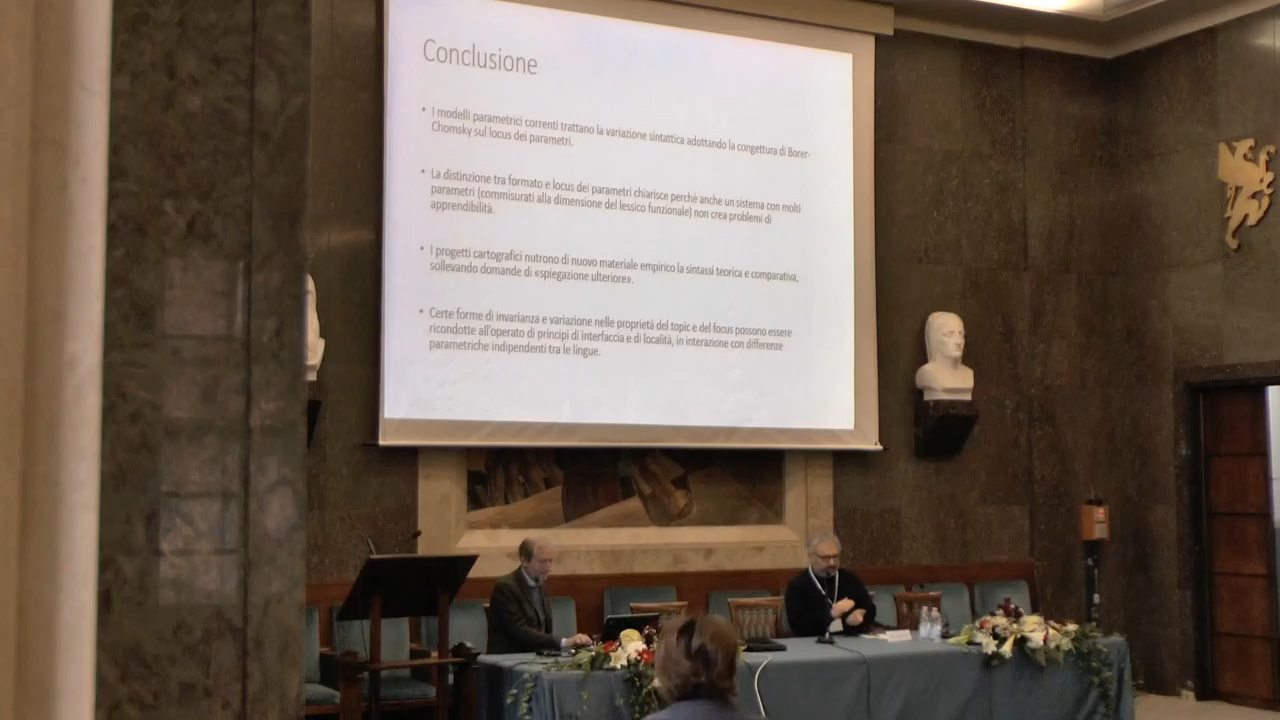 Conclusione
• I modelli parametrici correnti trattano la variazione sintattica adottando la congettura di Borer-
Chomsky sul locus dei parametri.
• La distinzione tra formato e locus dei parametri chiarisce perchè anche un sistema con molti
parametri (commisurati alla dimensione del lessico funzionale) non crea problemi di
apprendibilità.
• I progetti cartografici nutrono di nuovo materiale empirico la sintassi teorica e comparativa,
sollevando domande di «spiegazione ulteriore».
• Certe forme di invarianza e variazione nelle proprietà del topic e del focus possono essere
ricondotte all'operato di principi di interfaccia e di località, in interazione con differenze
parametriche indipendenti tra le lingue.